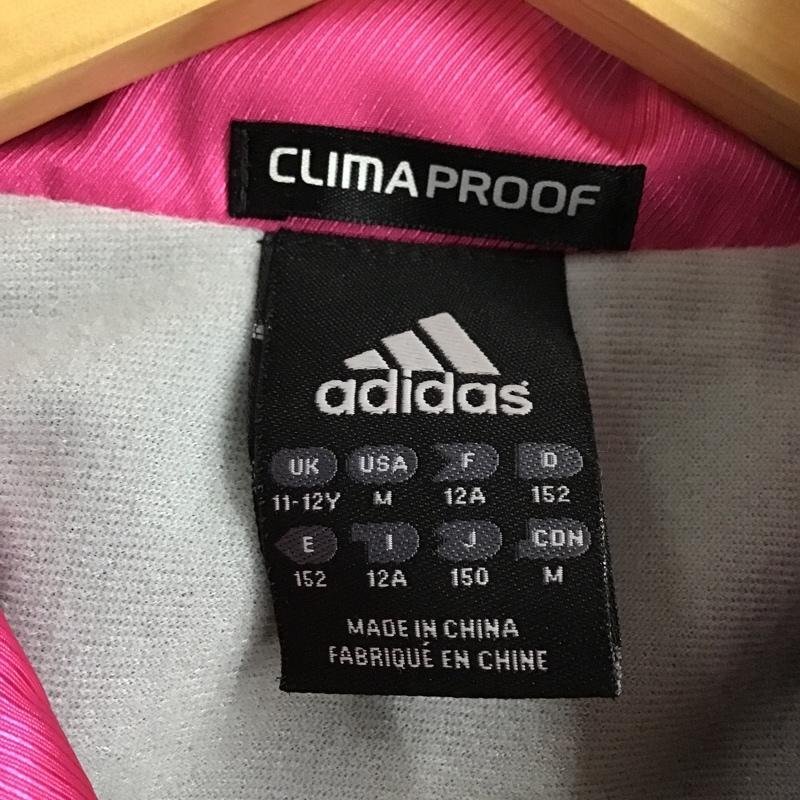 CLIMAPROOF
adidas
UK USA F D
11-12Y M 12A 152
E I J CDN
152 12A 150 M
MADE IN CHINA
FABRIQUÉ EN CHINE